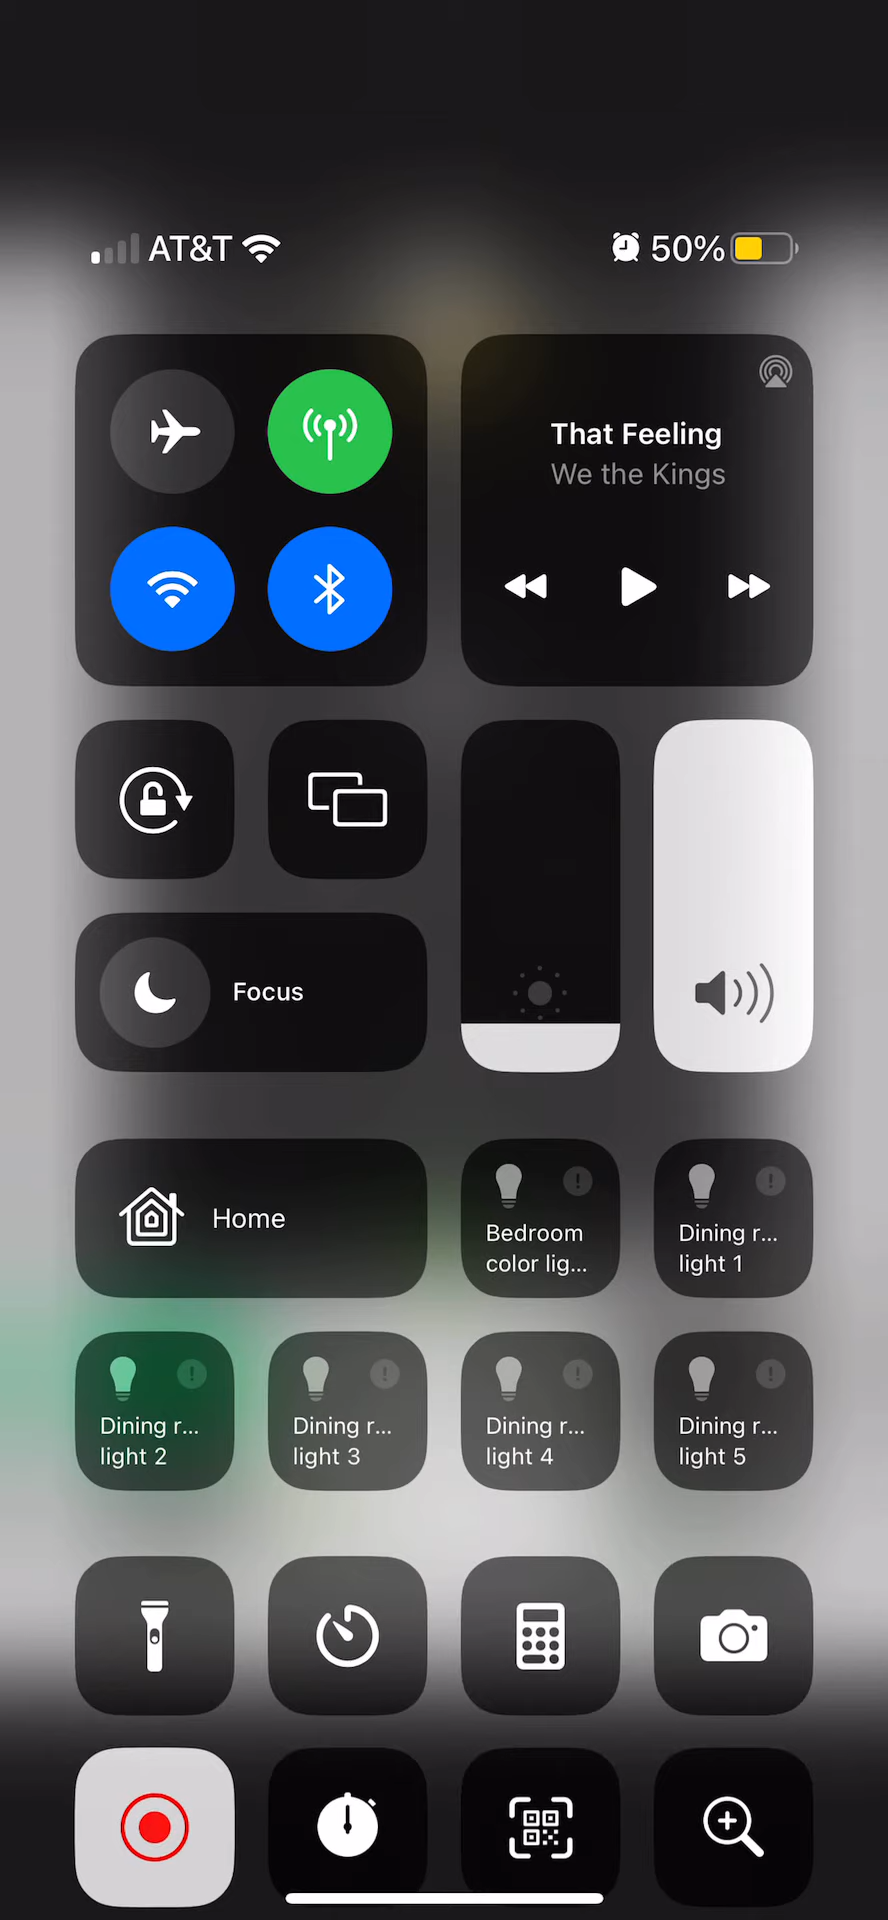 AT&T 50%
That Feeling
We the Kings
Focus
Home
Bedroom
color lig...
Dining r...
light 1
Dining r...
light 2
Dining r...
light 3
Dining r...
light 4
Dining r...
light 5